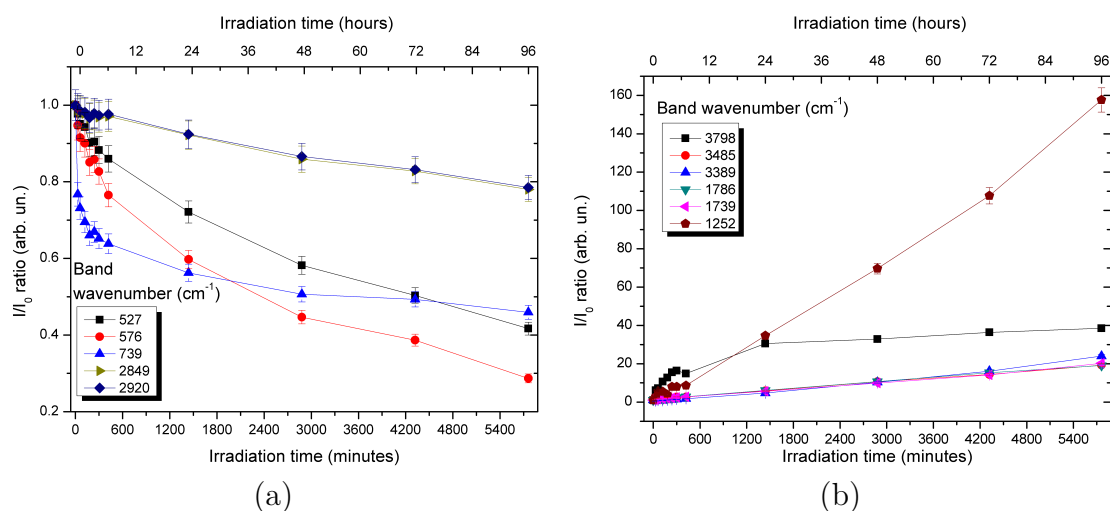 Irradiation time (hours)
0 12 24 36 48 60 72 84 96
1.0
0.8
0.6
0.4
0.2
I/I₀ ratio (arb. un.)
Band
wavenumber (cm⁻¹)
527
576
739
2849
2920
0 600 1200 1800 2400 3000 3600 4200 4800 5400
Irradiation time (minutes)
(a)
Irradiation time (hours)
0 12 24 36 48 60 72 84 96
160
140
120
100
80
60
40
20
0
I/I₀ ratio (arb. un.)
Band wavenumber (cm⁻¹)
3798
3485
3389
1786
1739
1252
0 600 1200 1800 2400 3000 3600 4200 4800 5400
Irradiation time (minutes)
(b)